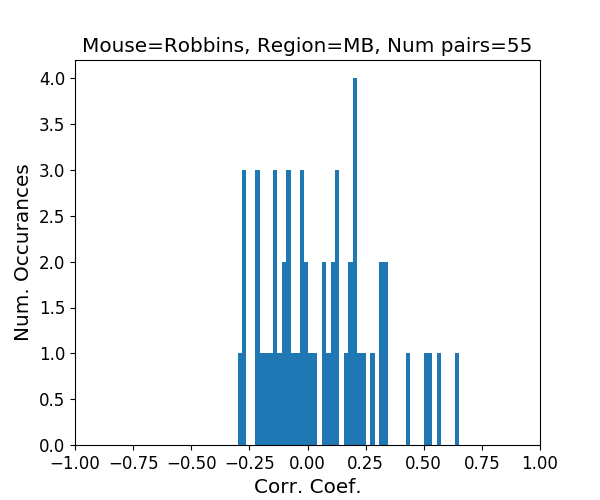 Mouse=Robbins, Region=MB, Num pairs=55
4.0
3.5
3.0
2.5
2.0
1.5
1.0
0.5
0.0
Num. Occurances
−1.00 −0.75 −0.50 −0.25 0.00 0.25 0.50 0.75 1.00
Corr. Coef.